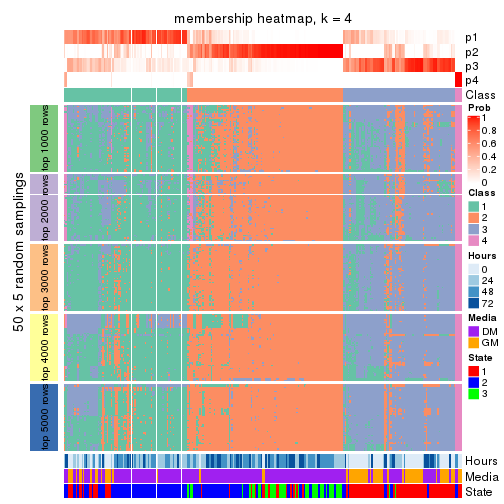 membership heatmap, k = 4
p1
p2
p3
p4
Class
50 x 5 random samplings
top 1000 rows
top 2000 rows
top 3000 rows
top 4000 rows
top 5000 rows
Hours
Media
State
Prob
1
0.8
0.6
0.4
0.2
0
Class
1
2
3
4
Hours
0
24
48
72
Media
DM
GM
State
1
2
3